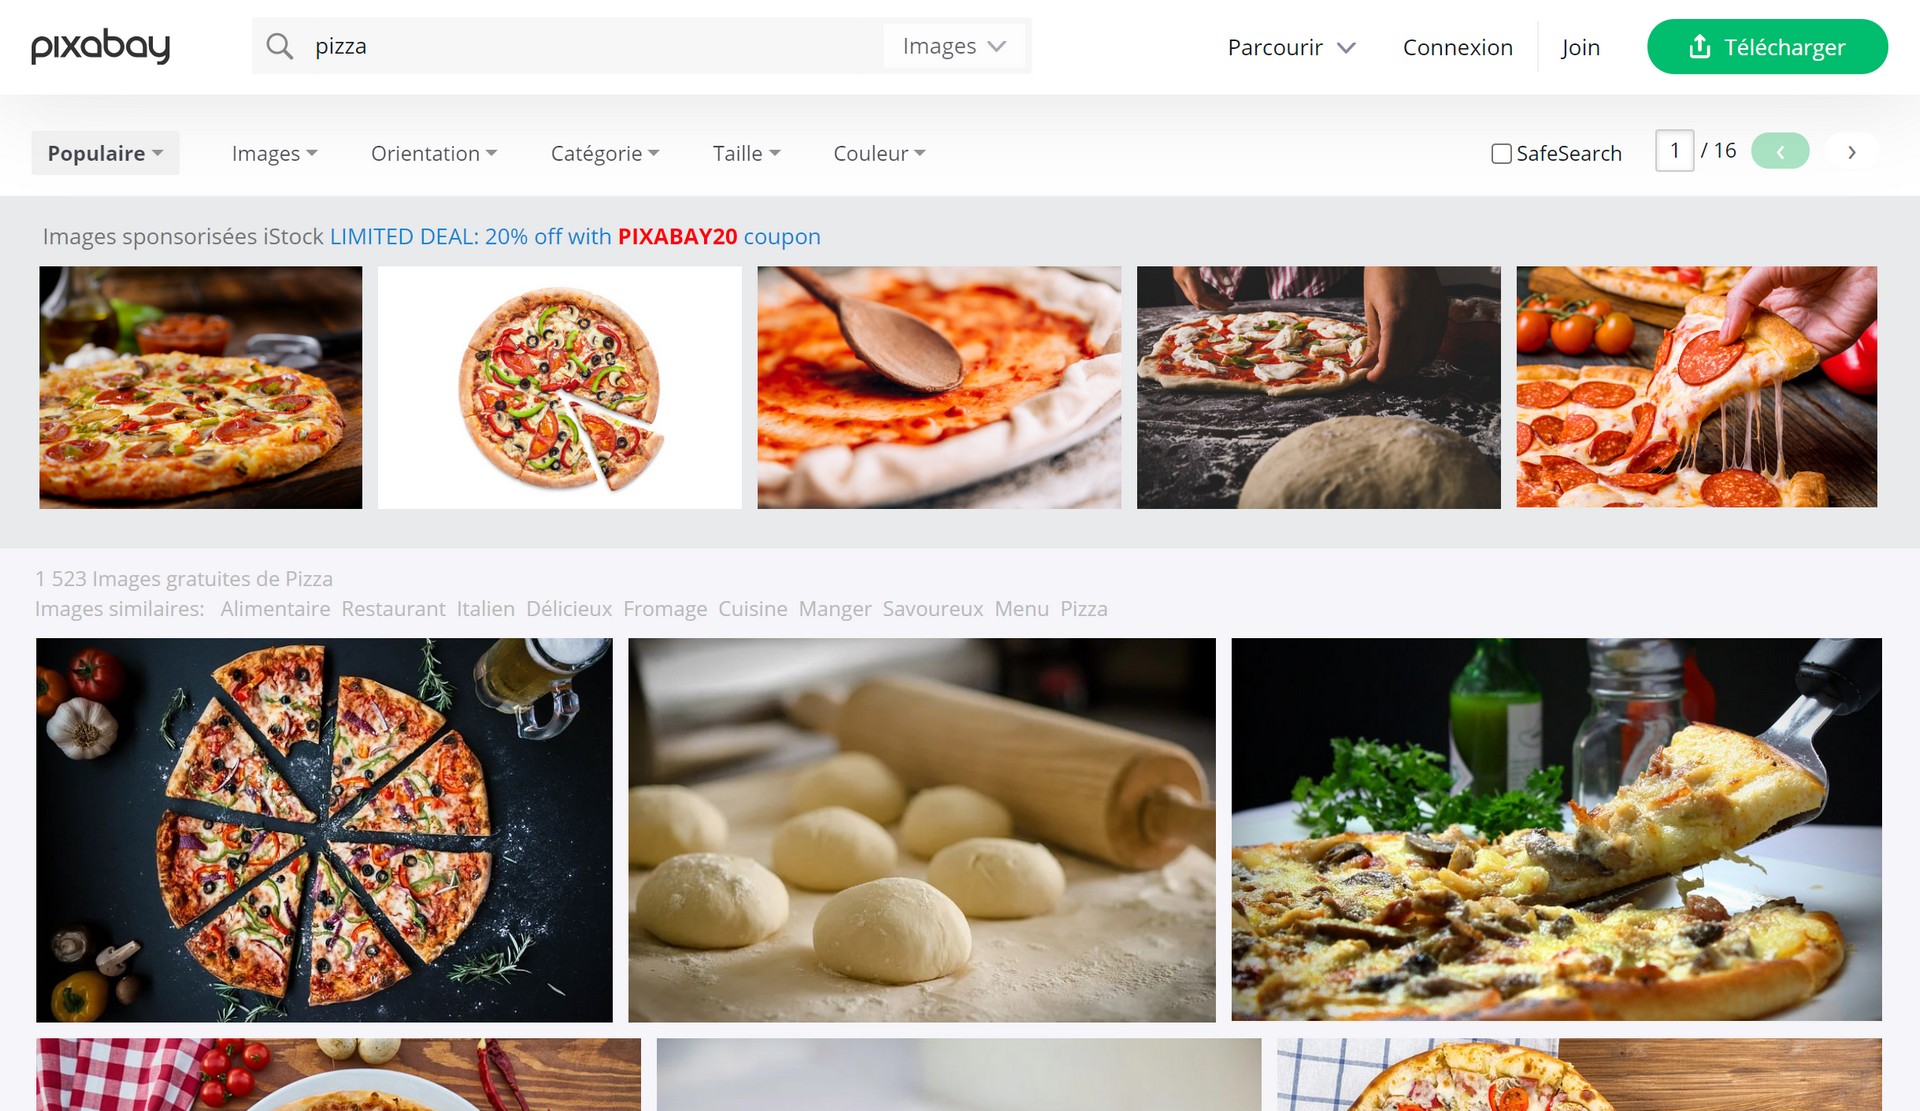 pixabay
pizza
Images
Parcourir
Connexion
Join
Télécharger
Populaire
Images
Orientation
Catégorie
Taille
Couleur
SafeSearch
1 / 16
Images sponsorisées iStock LIMITED DEAL: 20% off with PIXABAY20 coupon
1 523 Images gratuites de Pizza
Images similaires: Alimentaire Restaurant Italien Délicieux Fromage Cuisine Manger Savoureux Menu Pizza